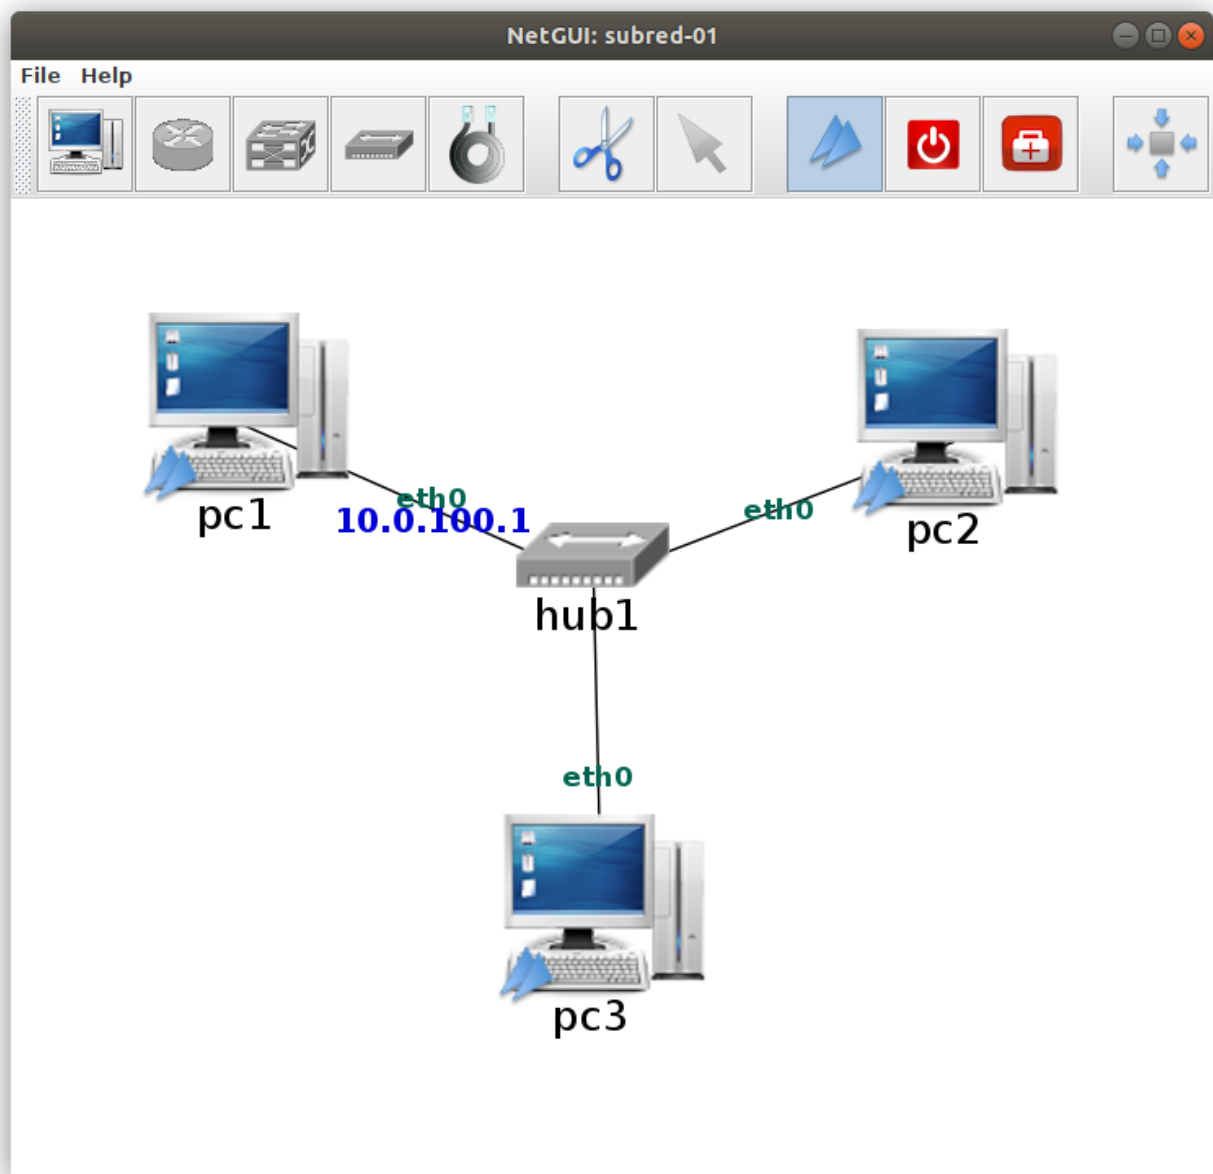 NetGUI: subred-01
File Help
eth0
10.0.100.1
pc1
eth0
pc2
hub1
eth0
pc3